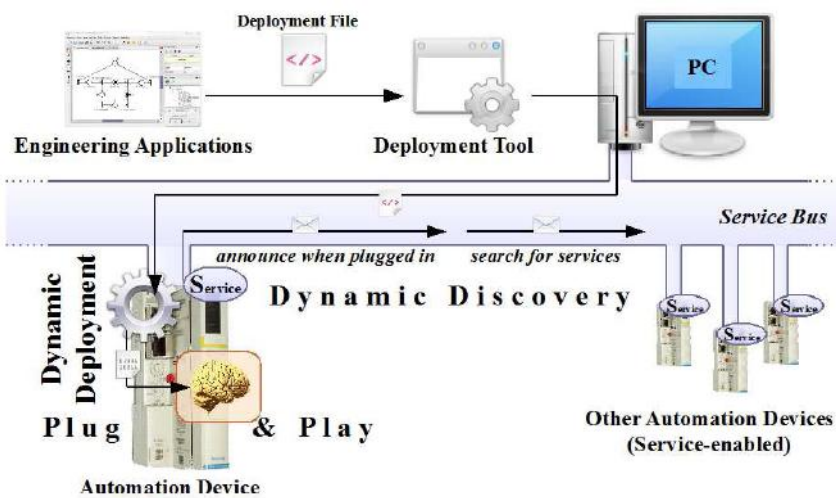 Deployment File
</>
PC
Engineering Applications
Deployment Tool
</>
Service Bus
announce when plugged in
search for services
Service
Dynamic Discovery
Dynamic
Deployment
Service
Service
Service
Plug & Play
Other Automation Devices
(Service-enabled)
Automation Device